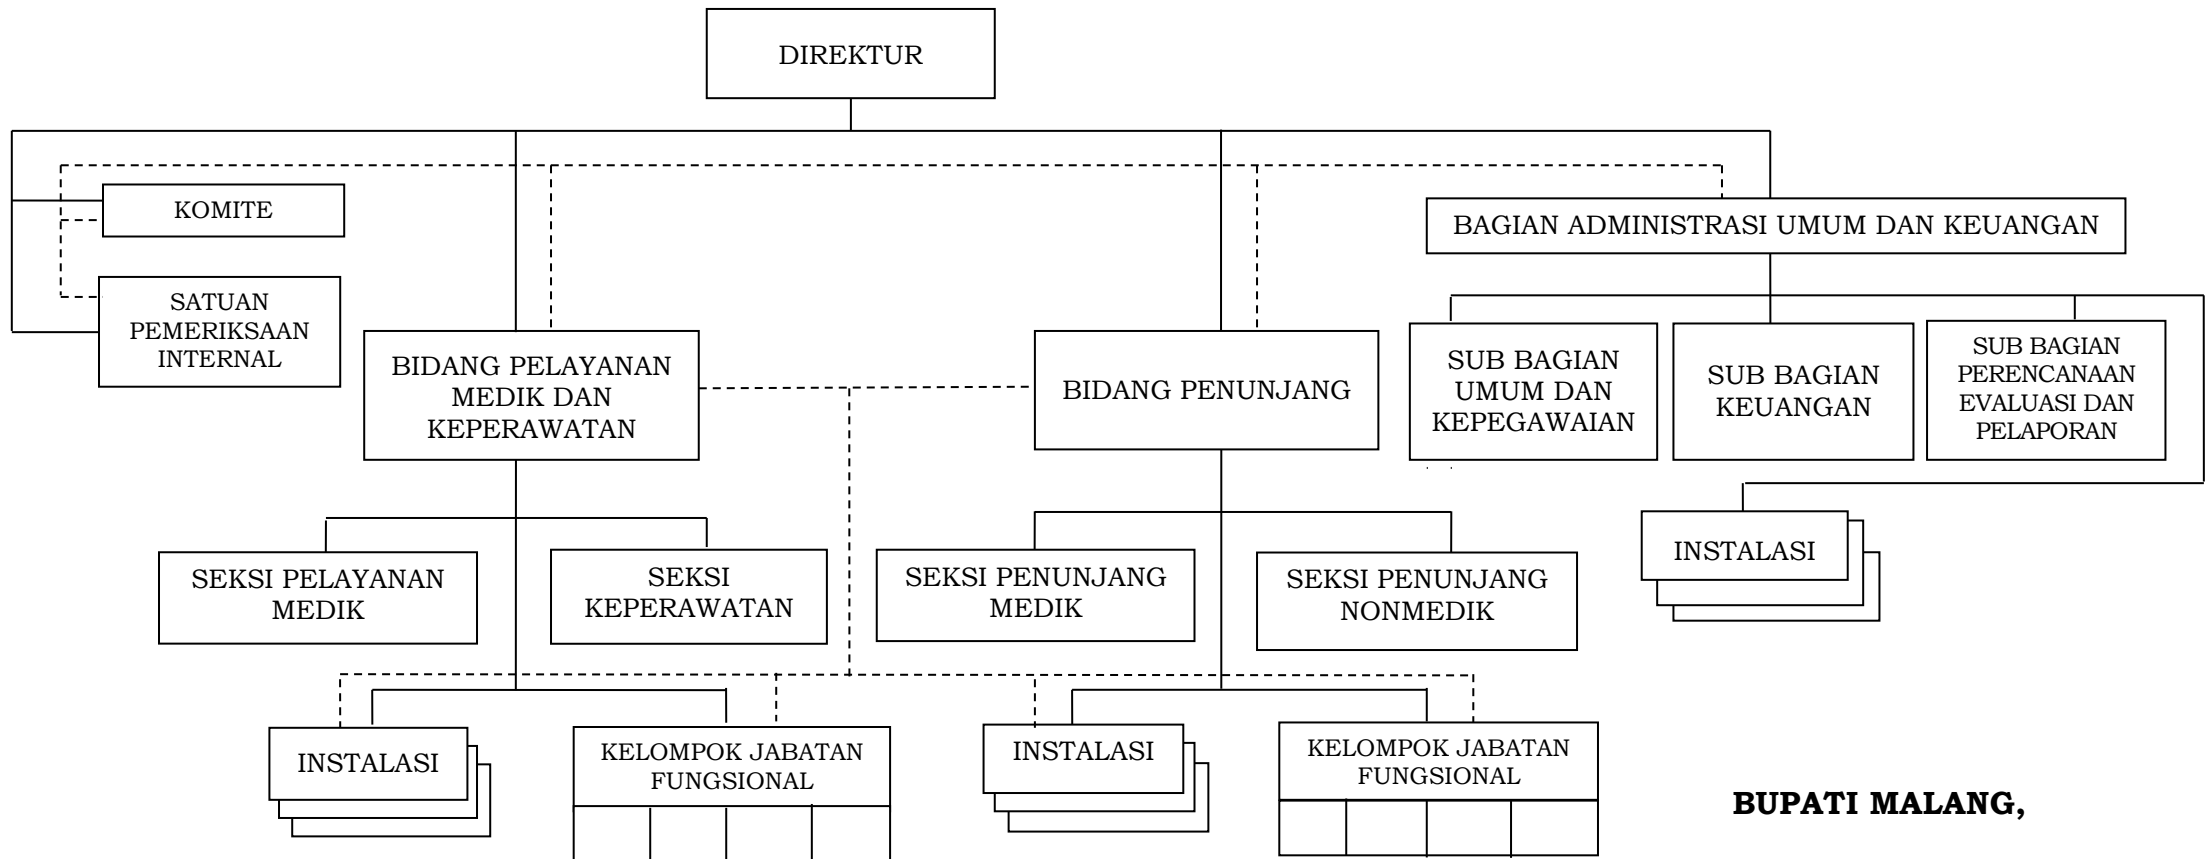 DIREKTUR
KOMITE
BAGIAN ADMINISTRASI UMUM DAN KEUANGAN
SATUAN
PEMERIKSAAN
INTERNAL
BIDANG PELAYANAN
MEDIK DAN
KEPERAWATAN
BIDANG PENUNJANG
SUB BAGIAN
UMUM DAN
KEPEGAWAIAN
SUB BAGIAN
KEUANGAN
SUB BAGIAN
PERENCANAAN
EVALUASI DAN
PELAPORAN
SEKSI PELAYANAN
MEDIK
SEKSI
KEPERAWATAN
SEKSI PENUNJANG
MEDIK
SEKSI PENUNJANG
NONMEDIK
INSTALASI
INSTALASI
KELOMPOK JABATAN
FUNGSIONAL
INSTALASI
KELOMPOK JABATAN
FUNGSIONAL
BUPATI MALANG,